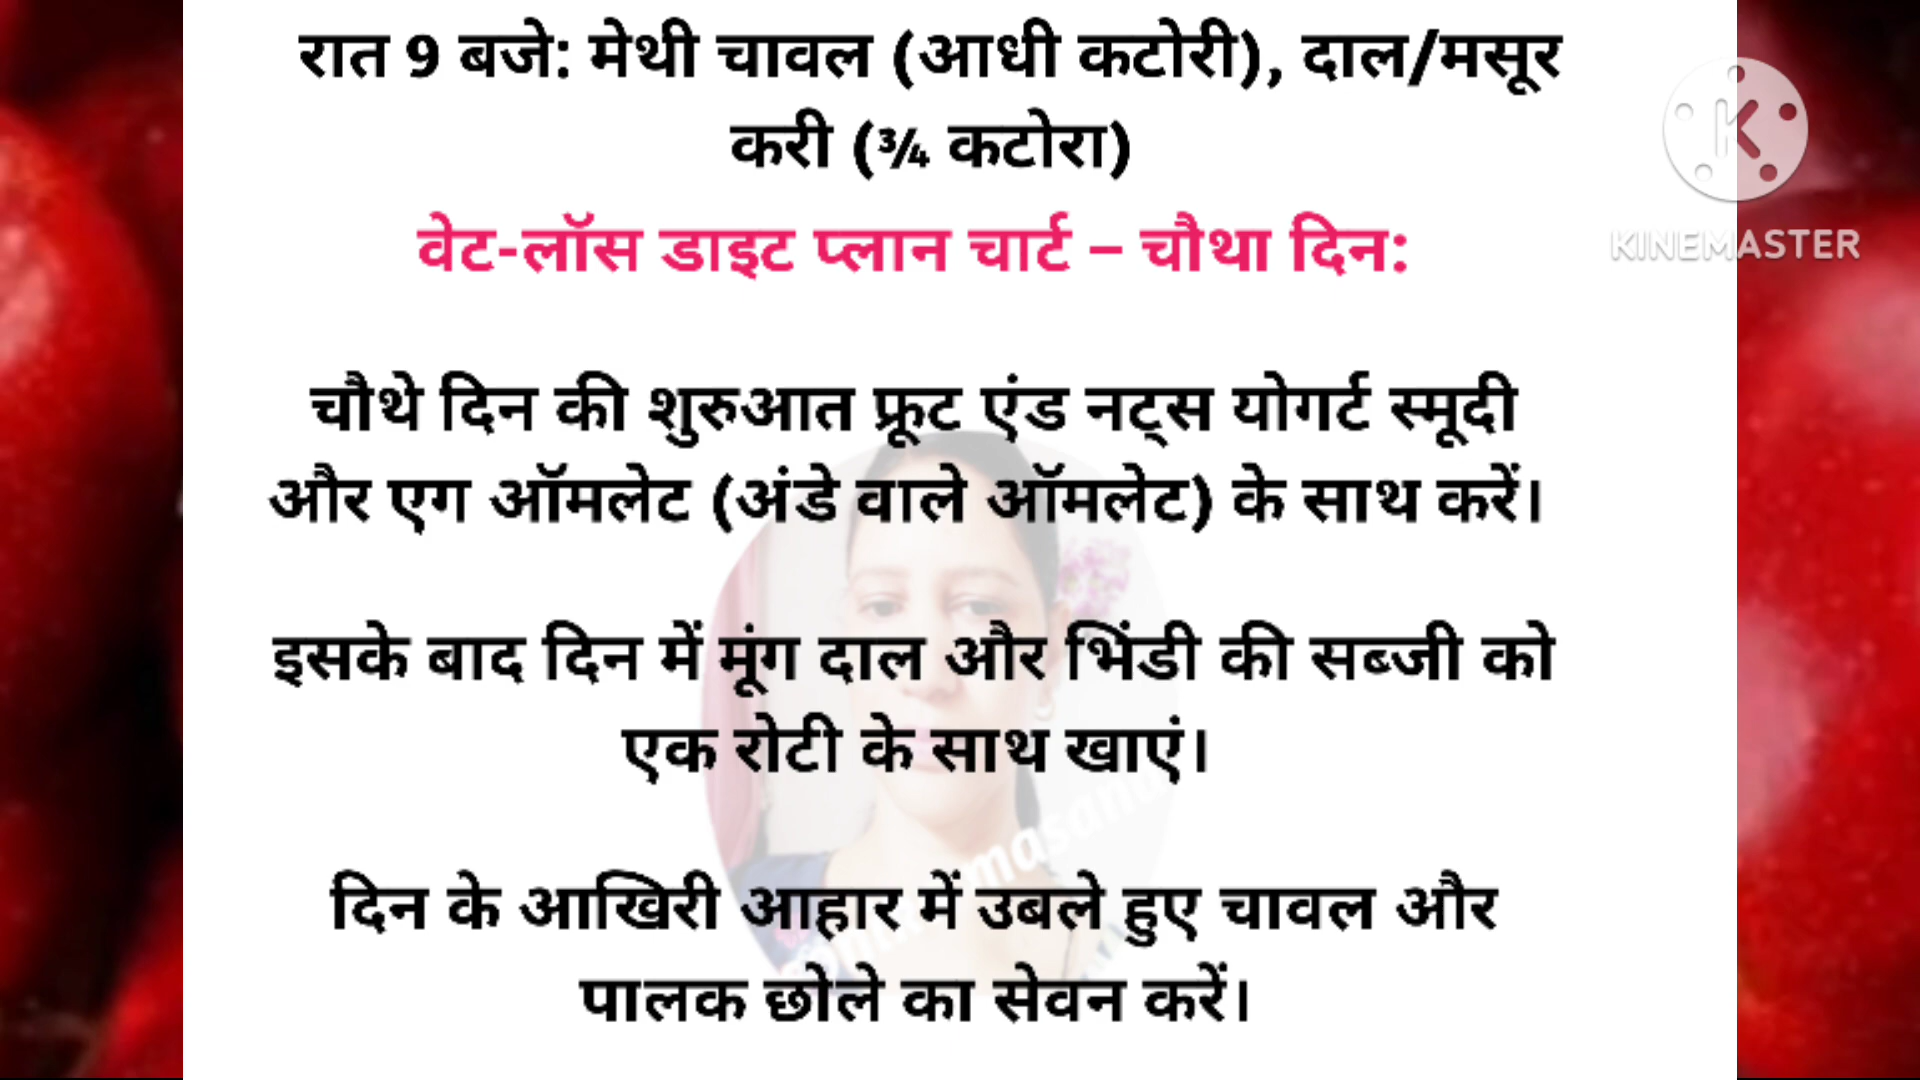 रात 9 बजे: मेथी चावल (आधी कटोरी), दाल/मसूर
करी (¾ कटोरा)
KINEMASTER
वेट-लॉस डाइट प्लान चार्ट – चौथा दिन:
चौथे दिन की शुरुआत फ्रूट एंड नट्स योगर्ट स्मूदी
और एग ऑमलेट (अंडे वाले ऑमलेट) के साथ करें।
इसके बाद दिन में मूंग दाल और भिंडी की सब्जी को
एक रोटी के साथ खाएं।
दिन के आखिरी आहार में उबले हुए चावल और
पालक छोले का सेवन करें।